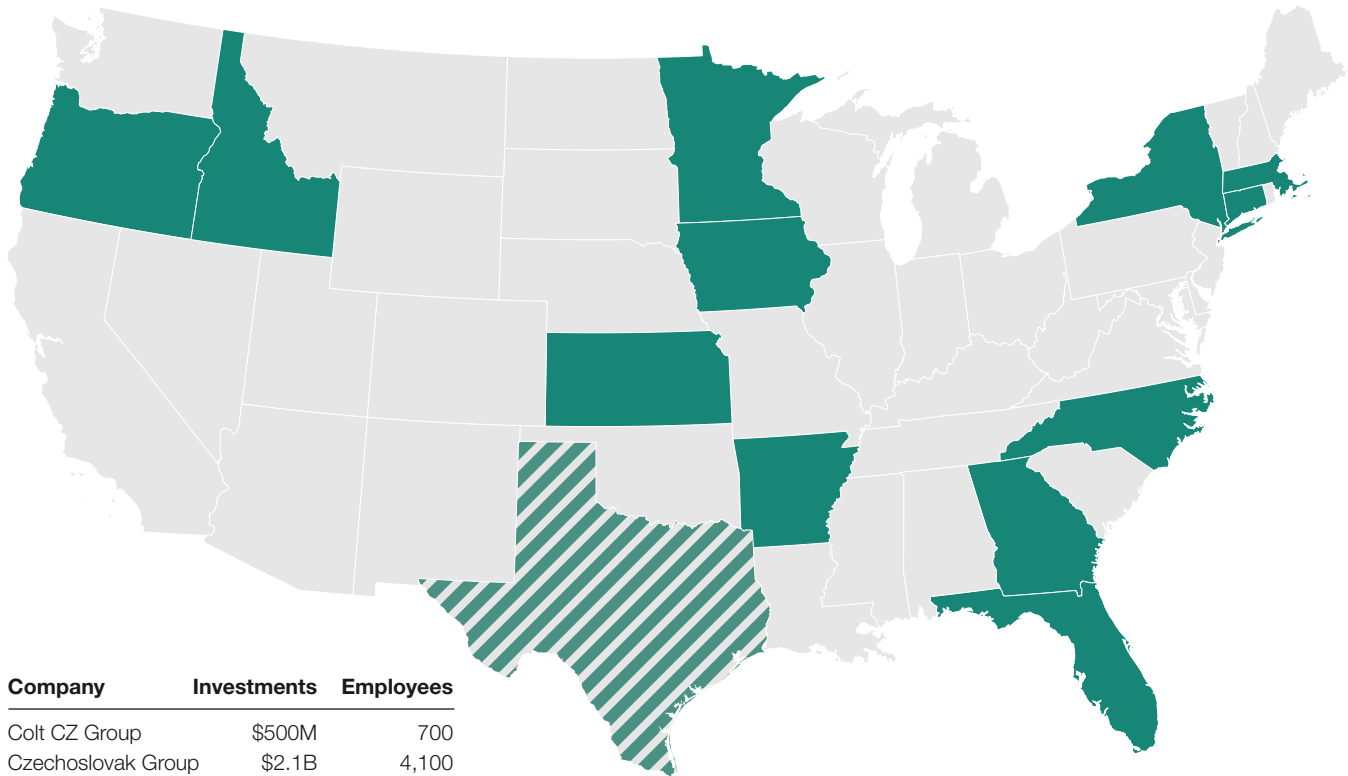 Company Investments Employees
Colt CZ Group $500M 700
Czechoslovak Group $2.1B 4,100